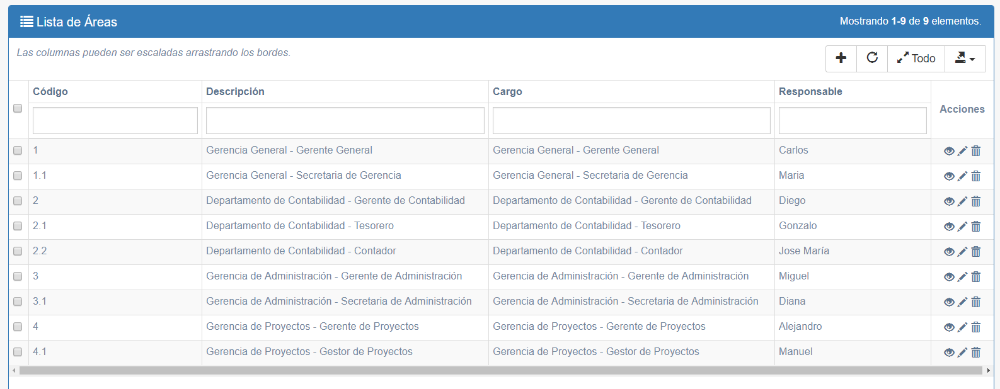 Lista de Áreas
Mostrando 1-9 de 9 elementos.
Las columnas pueden ser escaladas arrastrando los bordes.
Todo
Código Descripción Cargo Responsable
Acciones
1 Gerencia General - Gerente General Gerencia General - Gerente General Carlos
1.1 Gerencia General - Secretaria de Gerencia Gerencia General - Secretaria de Gerencia Maria
2 Departamento de Contabilidad - Gerente de Contabilidad Departamento de Contabilidad - Gerente de Contabilidad Diego
2.1 Departamento de Contabilidad - Tesorero Departamento de Contabilidad - Tesorero Gonzalo
2.2 Departamento de Contabilidad - Contador Departamento de Contabilidad - Contador Jose María
3 Gerencia de Administración - Gerente de Administración Gerencia de Administración - Gerente de Administración Miguel
3.1 Gerencia de Administración - Secretaria de Administración Gerencia de Administración - Secretaria de Administración Diana
4 Gerencia de Proyectos - Gerente de Proyectos Gerencia de Proyectos - Gerente de Proyectos Alejandro
4.1 Gerencia de Proyectos - Gestor de Proyectos Gerencia de Proyectos - Gestor de Proyectos Manuel